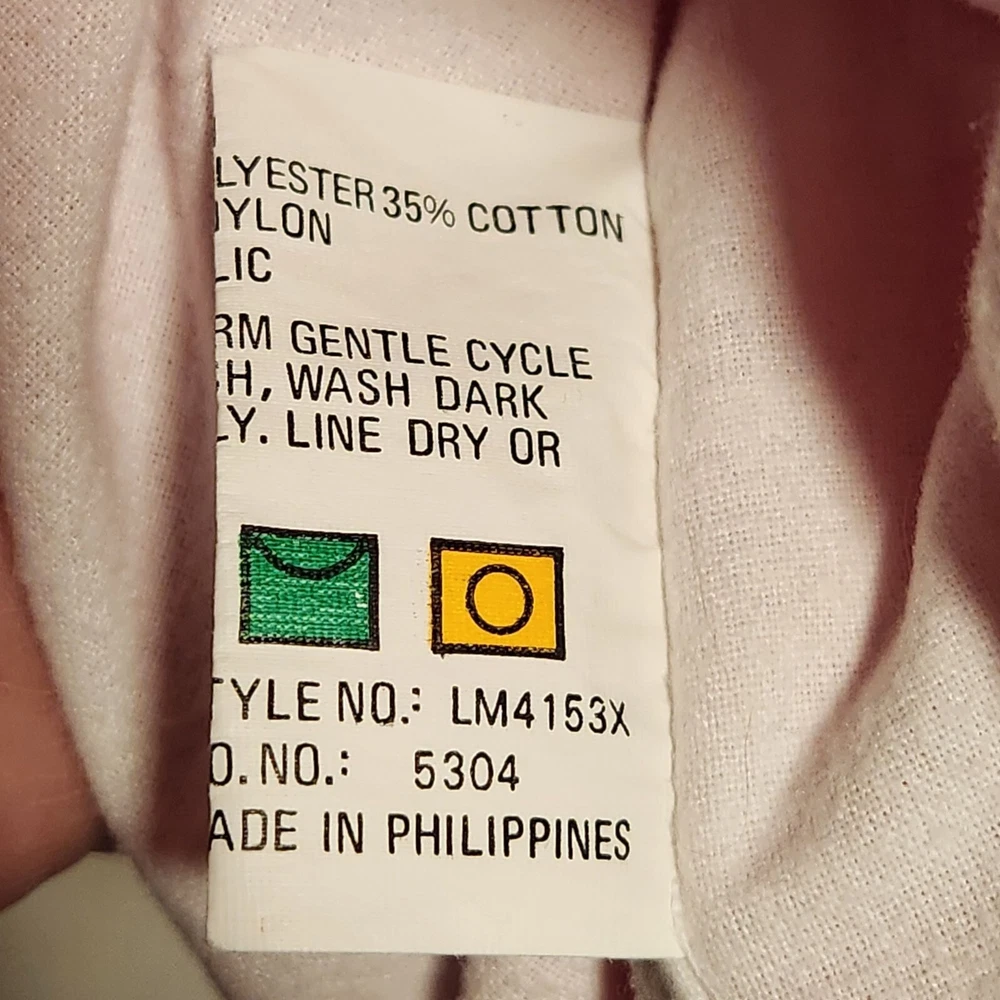 LYESTER 35% COTTON
YLON
LIC
RM GENTLE CYCLE
H, WASH DARK
LY. LINE DRY OR
TYLE NO.: LM4153X
O. NO.: 5304
ADE IN PHILIPPINES